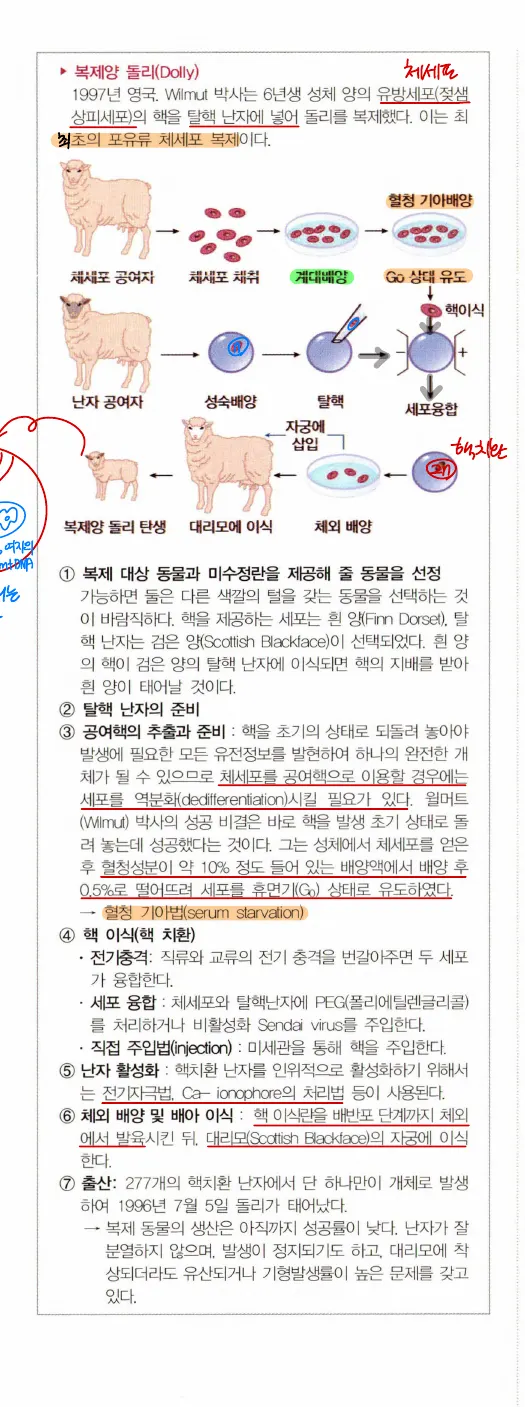 ▶ 복제양 돌리(Dolly)
체세포
1997년 영국. Wilmut 박사는 6년생 성체 양의 유방세포(젖샘
상피세포)의 핵을 탈핵 난자에 넣어 돌리를 복제했다. 이는 최
최초의 포유류 체세포 복제이다.
혈청 기아배양
체세포 공여자
체세포 채취
계대배양
G₀ 상태 유도
핵이식
난자 공여자
성숙배양
탈핵
− +
세포융합
자궁에
삽입
핵치환
핵
복제양 돌리 탄생
대리모에 이식
체외 배양
mtDNA
① 복제 대상 동물과 미수정란을 제공해 줄 동물을 선정
가능하면 둘은 다른 색깔의 털을 갖는 동물을 선택하는 것
이 바람직하다. 핵을 제공하는 세포는 흰 양(Finn Dorset), 탈
핵 난자는 검은 양(Scottish Blackface)이 선택되었다. 흰 양
의 핵이 검은 양의 탈핵 난자에 이식되면 핵의 지배를 받아
흰 양이 태어날 것이다.
② 탈핵 난자의 준비
③ 공여핵의 추출과 준비 : 핵을 초기의 상태로 되돌려 놓아야
발생에 필요한 모든 유전정보를 발현하여 하나의 완전한 개
체가 될 수 있으므로 체세포를 공여핵으로 이용할 경우에는
세포를 역분화(dedifferentiation)시킬 필요가 있다. 윌머트
(Wilmut) 박사의 성공 비결은 바로 핵을 발생 초기 상태로 돌
려 놓는데 성공했다는 것이다. 그는 성체에서 체세포를 얻은
후 혈청성분이 약 10% 정도 들어 있는 배양액에서 배양 후
0.5%로 떨어뜨려 세포를 휴면기(G₀) 상태로 유도하였다.
→ 혈청 기아법(serum starvation)
④ 핵 이식(핵 치환)
· 전기충격: 직류와 교류의 전기 충격을 번갈아주면 두 세포
가 융합한다.
· 세포 융합 : 체세포와 탈핵난자에 PEG(폴리에틸렌글리콜)
를 처리하거나 비활성화 Sendai virus를 주입한다.
· 직접 주입법(injection) : 미세관을 통해 핵을 주입한다.
⑤ 난자 활성화 : 핵치환 난자를 인위적으로 활성화하기 위해서
는 전기자극법, Ca− ionophore의 처리법 등이 사용된다.
⑥ 체외 배양 및 배아 이식 : 핵 이식란을 배반포 단계까지 체외
에서 발육시킨 뒤, 대리모(Scottish Blackface)의 자궁에 이식
한다.
⑦ 출산: 277개의 핵치환 난자에서 단 하나만이 개체로 발생
하여 1996년 7월 5일 돌리가 태어났다.
→ 복제 동물의 생산은 아직까지 성공률이 낮다. 난자가 잘
분열하지 않으며, 발생이 정지되기도 하고, 대리모에 착
상되더라도 유산되거나 기형발생률이 높은 문제를 갖고
있다.